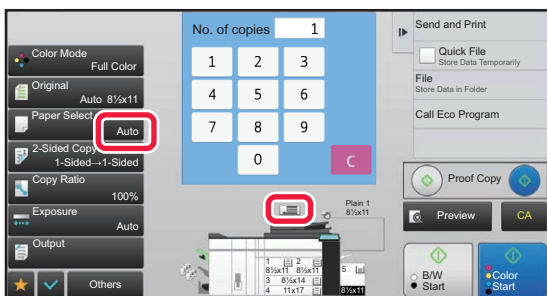 Color Mode
Full Color
Original
Auto 8½x11
Paper Select
Auto
2-Sided Copy
1-Sided→1-Sided
Copy Ratio
100%
Exposure
Auto
Output
Others
No. of copies 1
1 2 3
4 5 6
7 8 9
0 C
Plain 1
8½x11
1 2
8½x11 8½x11
3 8½x14
4 11x17
5
8½x11
Send and Print
Quick File
Store Data Temporarily
File
Store Data in Folder
Call Eco Program
Proof Copy
Preview CA
B/W
Start
Color
Start